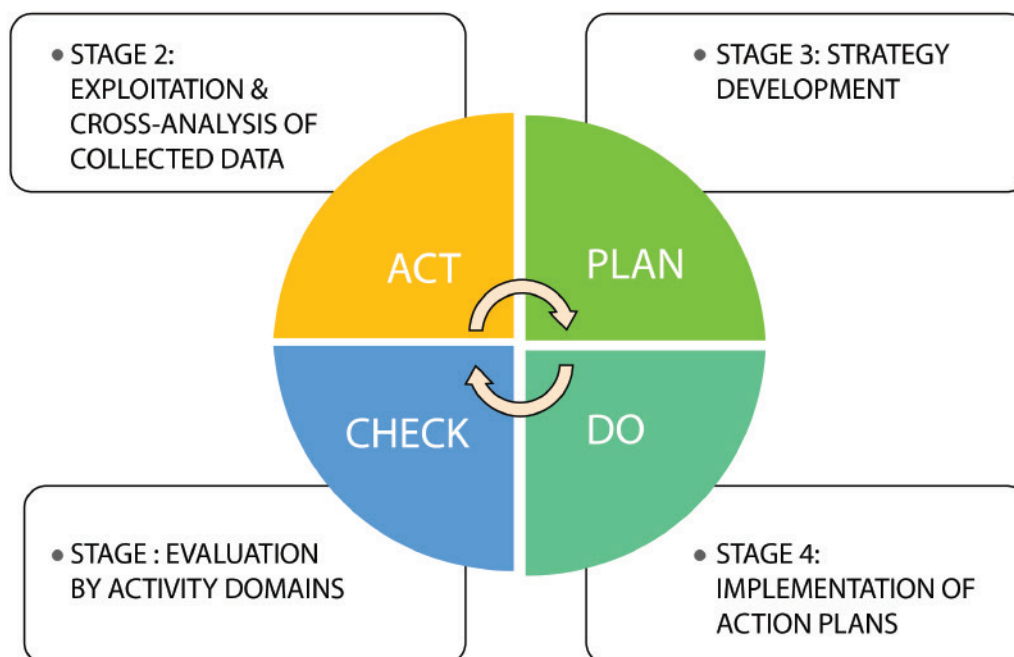 • STAGE 2:
EXPLOITATION &
CROSS-ANALYSIS OF
COLLECTED DATA
• STAGE 3: STRATEGY
DEVELOPMENT
ACT
PLAN
CHECK
DO
• STAGE : EVALUATION
BY ACTIVITY DOMAINS
• STAGE 4:
IMPLEMENTATION OF
ACTION PLANS